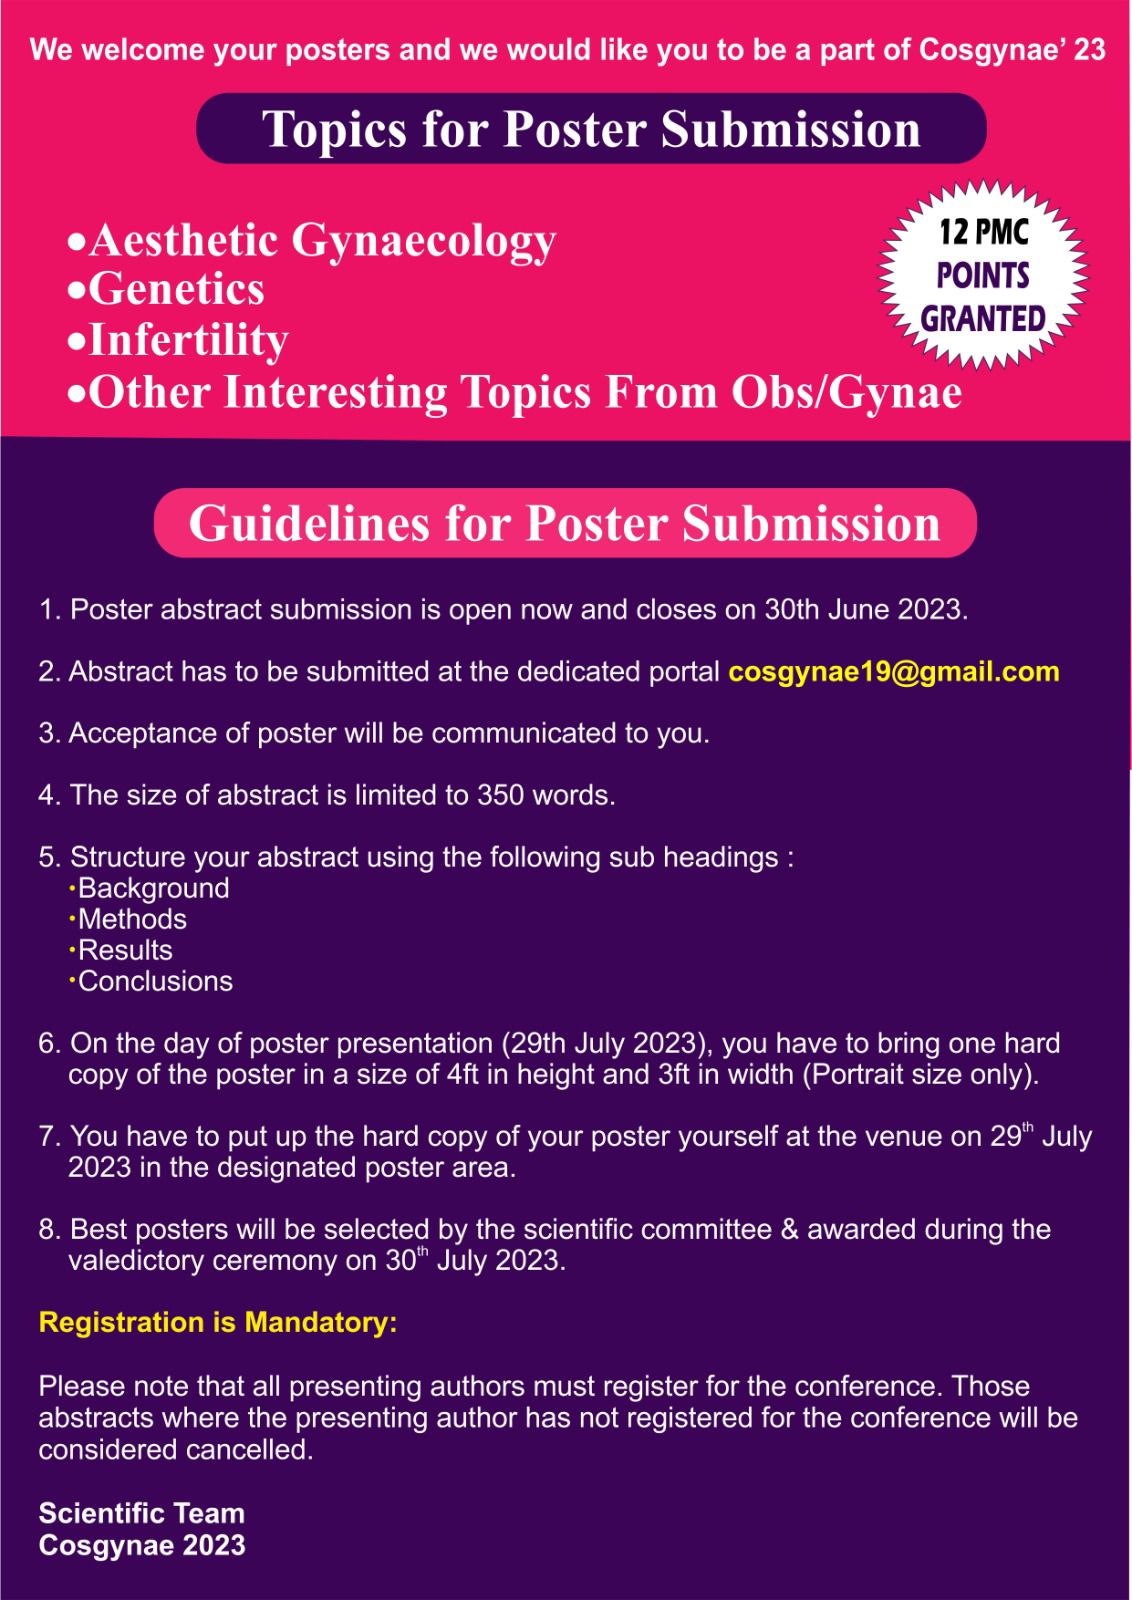 We welcome your posters and we would like you to be a part of Cosgynae’ 23
Topics for Poster Submission
•Aesthetic Gynaecology
•Genetics
•Infertility
•Other Interesting Topics From Obs/Gynae
12 PMC
POINTS
GRANTED
Guidelines for Poster Submission
1. Poster abstract submission is open now and closes on 30th June 2023.
2. Abstract has to be submitted at the dedicated portal cosgynae19@gmail.com
3. Acceptance of poster will be communicated to you.
4. The size of abstract is limited to 350 words.
5. Structure your abstract using the following sub headings :
•Background
•Methods
•Results
•Conclusions
6. On the day of poster presentation (29th July 2023), you have to bring one hard
copy of the poster in a size of 4ft in height and 3ft in width (Portrait size only).
7. You have to put up the hard copy of your poster yourself at the venue on 29th July
2023 in the designated poster area.
8. Best posters will be selected by the scientific committee & awarded during the
valedictory ceremony on 30th July 2023.
Registration is Mandatory:
Please note that all presenting authors must register for the conference. Those
abstracts where the presenting author has not registered for the conference will be
considered cancelled.
Scientific Team
Cosgynae 2023